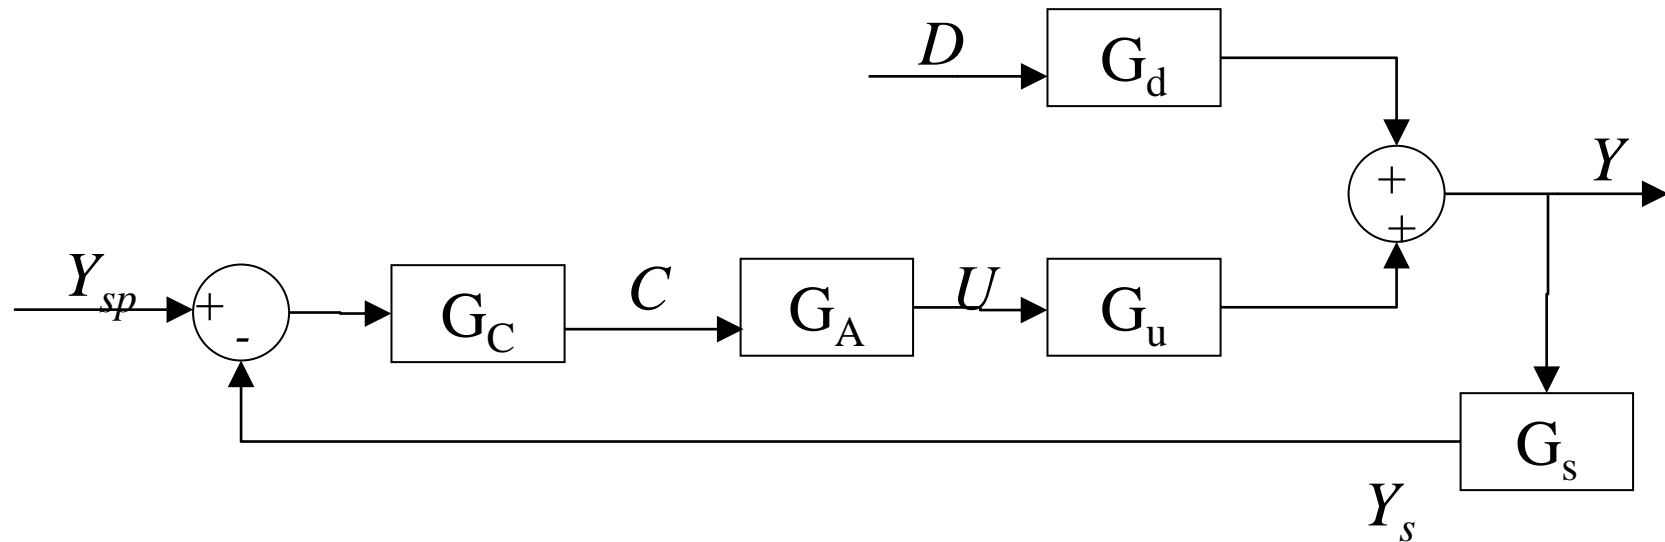 D
G_d
+
+
Y
Y_sp
+
-
G_C
C
G_A
U
G_u
G_s
Y_s